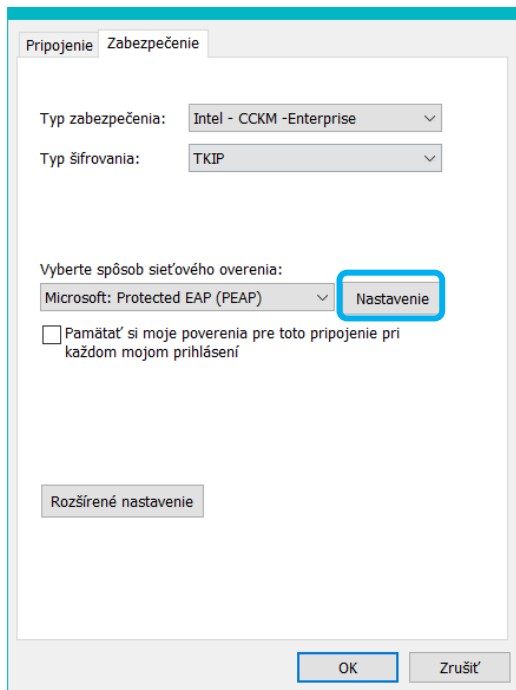 Pripojenie Zabezpečenie
Typ zabezpečenia: Intel - CCKM -Enterprise
Typ šifrovania: TKIP
Vyberte spôsob sieťového overenia:
Microsoft: Protected EAP (PEAP) Nastavenie
Pamätať si moje poverenia pre toto pripojenie pri
každom mojom prihlásení
Rozšírené nastavenie
OK Zrušiť